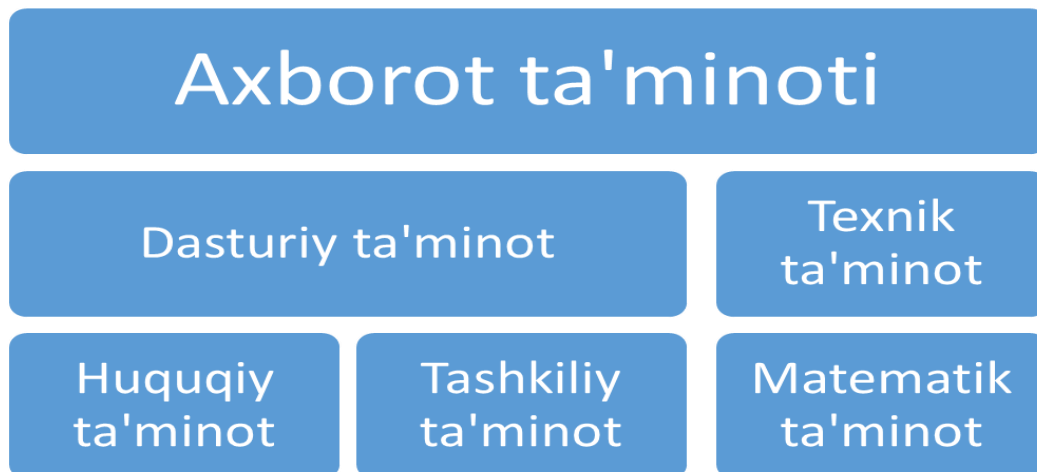 Axborot ta'minoti
Dasturiy ta'minot
Texnik
ta'minot
Huquqiy
ta'minot
Tashkiliy
ta'minot
Matematik
ta'minot